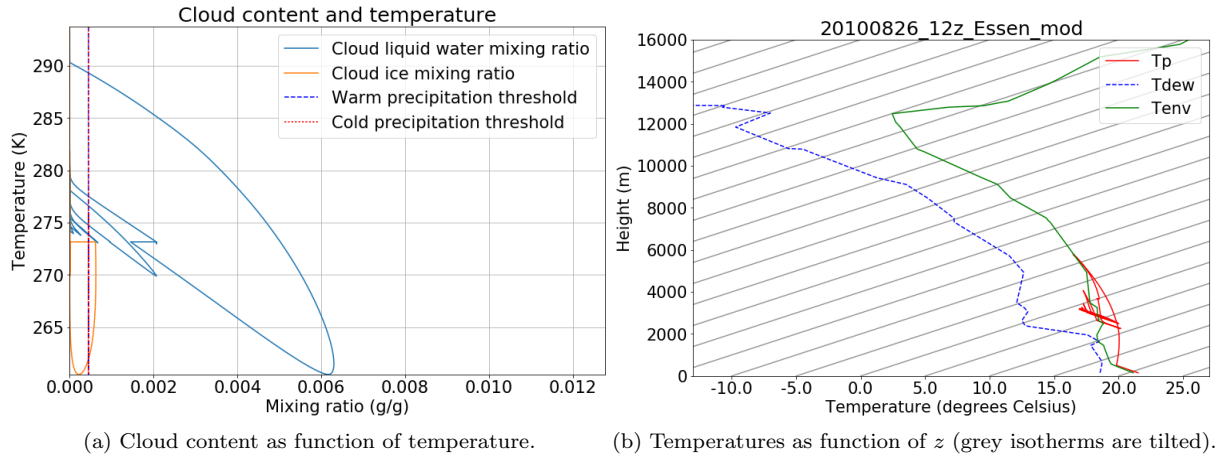 Cloud content and temperature
Cloud liquid water mixing ratio
Cloud ice mixing ratio
Warm precipitation threshold
Cold precipitation threshold
Temperature (K)
290
285
280
275
270
265
0.000 0.002 0.004 0.006 0.008 0.010 0.012
Mixing ratio (g/g)
(a) Cloud content as function of temperature.
20100826_12z_Essen_mod
Tp
Tdew
Tenv
Height (m)
16000
14000
12000
10000
8000
6000
4000
2000
0
-10.0 -5.0 0.0 5.0 10.0 15.0 20.0 25.0
Temperature (degrees Celsius)
(b) Temperatures as function of z (grey isotherms are tilted).